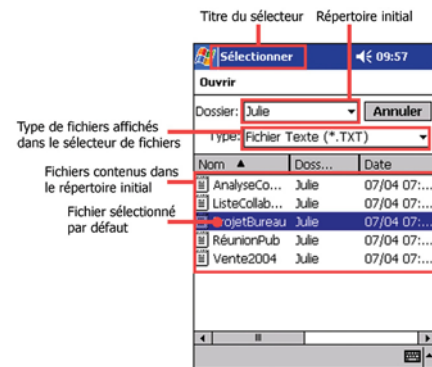 Titre du sélecteur Répertoire initial
Sélectionner 09:57
Ouvrir
Dossier: Julie Annuler
Type de fichiers affichés
dans le sélecteur de fichiers
Type: Fichier Texte (*.TXT)
Nom ▲ Doss... Date
Fichiers contenus dans
le répertoire initial
AnalyseCo... Julie 07/04 07:...
ListeCollab... Julie 07/04 07:...
Fichier sélectionné
par défaut
ProjetBureau Julie 07/04 07:...
RéunionPub Julie 07/04 07:...
Vente2004 Julie 07/04 07:...